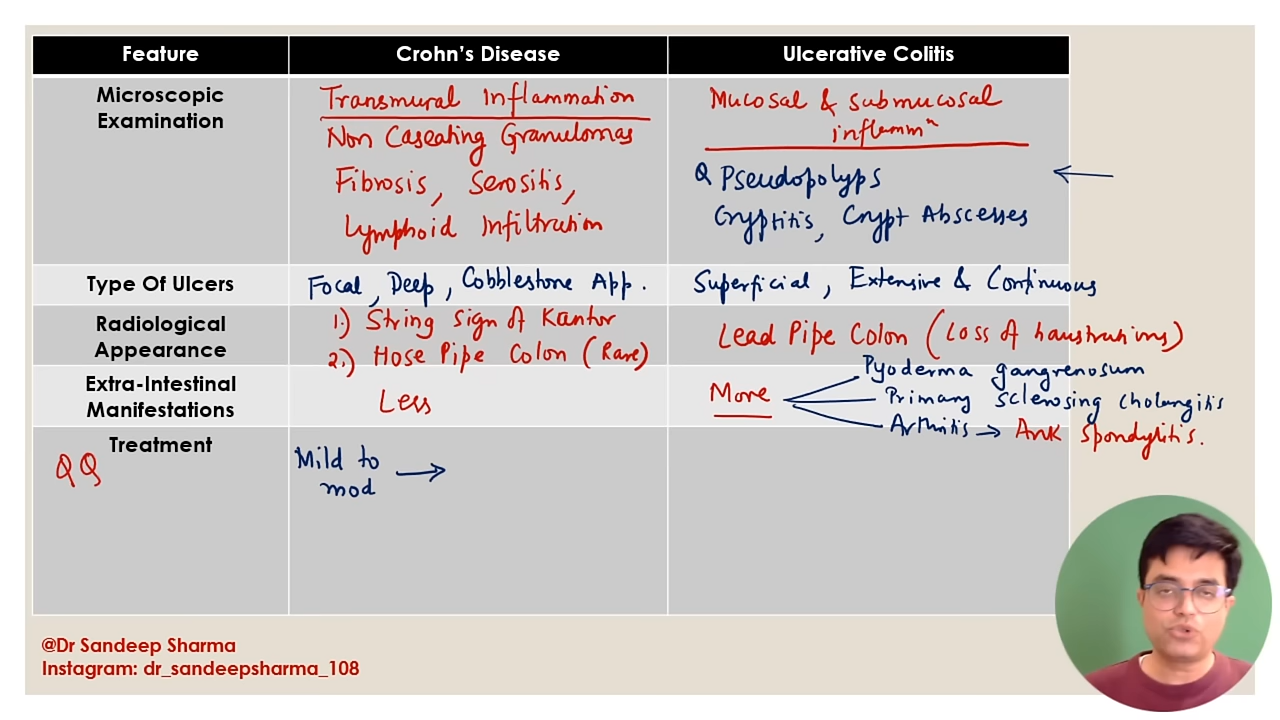 Feature
Crohn's Disease
Ulcerative Colitis
Microscopic
Examination
Transmural Inflammation
Non Caseating Granulomas
Fibrosis, Serositis,
Lymphoid Infiltration
Mucosal & submucosal
inflammⁿ
Q Pseudopolyps
Cryptitis, Crypt Abscesses
Type Of Ulcers
Focal, Deep, Cobblestone App.
Superficial, Extensive & Continuous
Radiological
Appearance
1.) String sign of Kantor
2.) Hose Pipe Colon (Rare)
Lead Pipe Colon (Loss of haustrations)
Extra-Intestinal
Manifestations
Less
More
Pyoderma gangrenosum
Primary sclerosing cholangitis
Arthritis → Ank spondylitis.
Treatment
QQ
Mild to →
mod
@Dr Sandeep Sharma
Instagram: dr_sandeepsharma_108